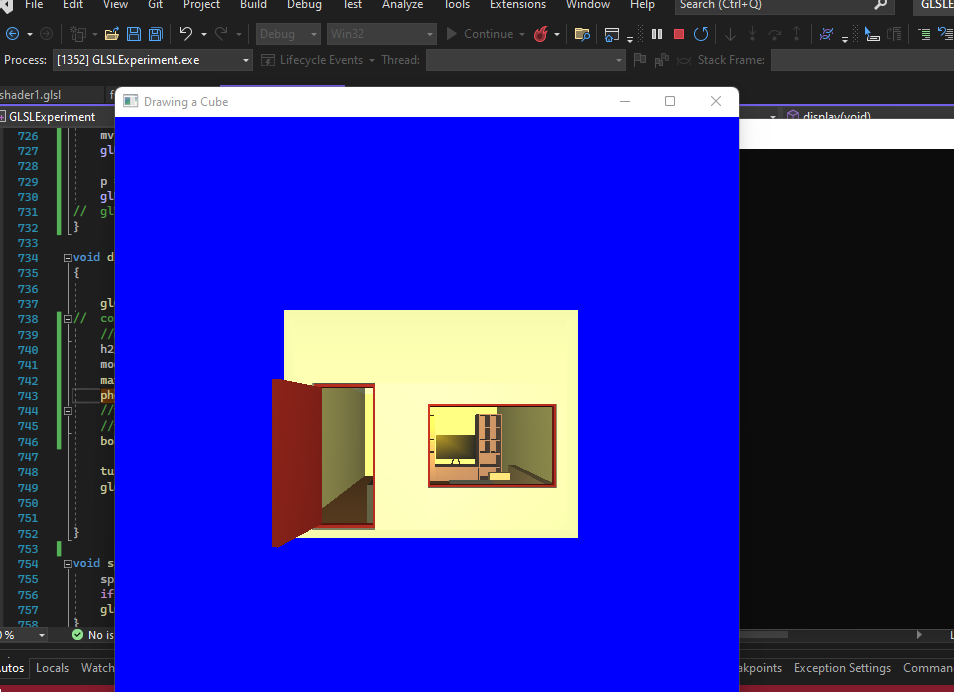 File Edit View Git Project Build Debug Test Analyze Tools Extensions Window Help Search (Ctrl+Q) GLSLE
Debug Win32 Continue
Process: [1352] GLSLExperiment.exe Lifecycle Events Thread: Stack Frame:
shader1.glsl f
Drawing a Cube
GLSLExperiment display(void)
726 mv
727 gl
728
729 p
730 gl
731 // gl
732 }
733
734 void d
735 {
736
737 glu
738 // co
739 //
740 h2
741 mo
742 ma
743 ph
744 //
745 //
746 bo
747
748 tu
749 gl
750
751
752 }
753
754 void s
755 sp
756 if
757 gl
758 }
0 % No is
utos Locals Watch akpoints Exception Settings Comman